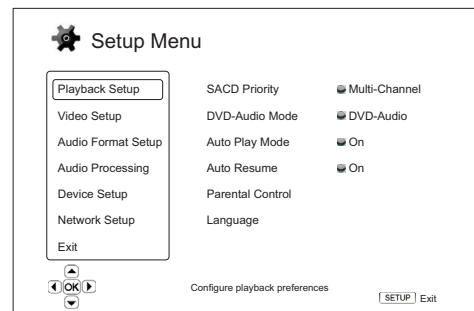 Setup Menu
Playback Setup
Video Setup
Audio Format Setup
Audio Processing
Device Setup
Network Setup
Exit
SACD Priority Multi-Channel
DVD-Audio Mode DVD-Audio
Auto Play Mode On
Auto Resume On
Parental Control
Language
OK
Configure playback preferences
SETUP Exit